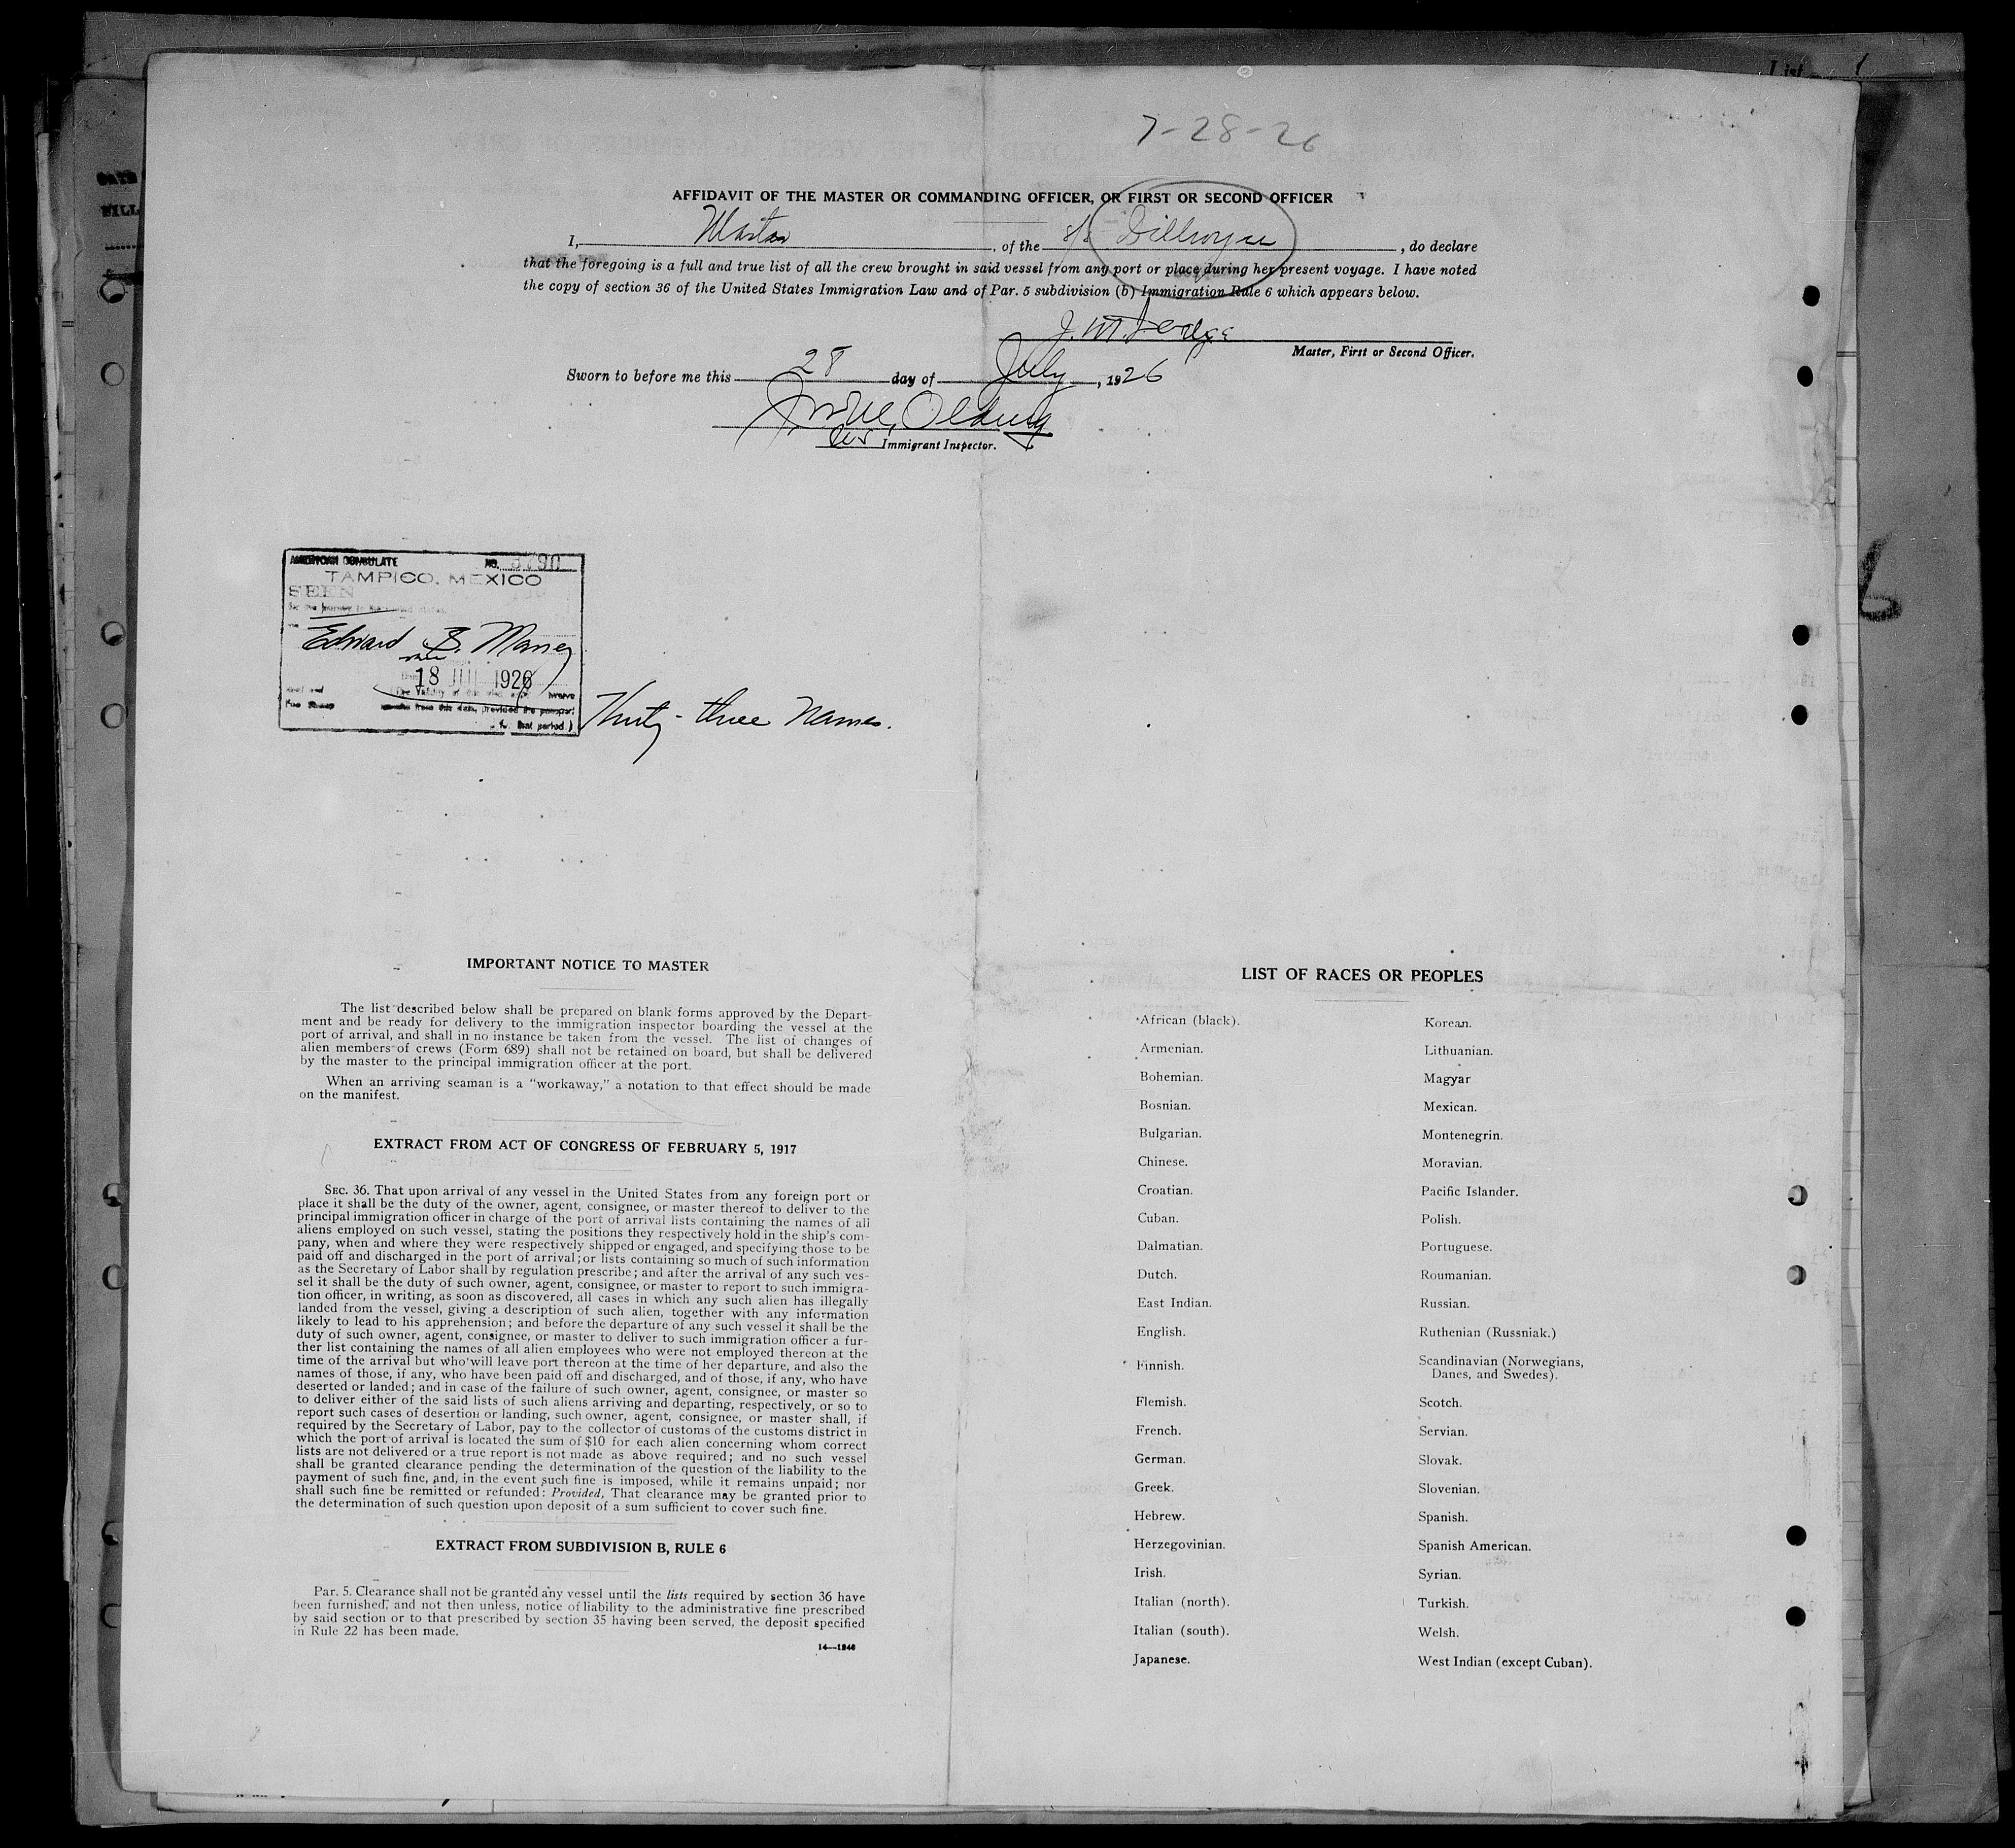 List
7-28-26
AFFIDAVIT OF THE MASTER OR COMMANDING OFFICER, OR FIRST OR SECOND OFFICER
I, Master, of the s/s, do declare
that the foregoing is a full and true list of all the crew brought in said vessel from any port or place during her present voyage. I have noted
the copy of section 36 of the United States Immigration Law and of Par. 5 subdivision (b) Immigration Rule 6 which appears below.
Master, First or Second Officer.
Sworn to before me this 28 day of July, 1926
Immigrant Inspector.
AMERICAN CONSULATE NO. 3790
TAMPICO, MEXICO
SEEN
Edward B.
18 JUL 1926
Thirty-three Names.
IMPORTANT NOTICE TO MASTER
The list described below shall be prepared on blank forms approved by the Depart-
ment and be ready for delivery to the immigration inspector boarding the vessel at the
port of arrival, and shall in no instance be taken from the vessel. The list of changes of
alien members of crews (Form 689) shall not be retained on board, but shall be delivered
by the master to the principal immigration officer at the port.
When an arriving seaman is a "workaway," a notation to that effect should be made
on the manifest.
EXTRACT FROM ACT OF CONGRESS OF FEBRUARY 5, 1917
SEC. 36. That upon arrival of any vessel in the United States from any foreign port or
place it shall be the duty of the owner, agent, consignee, or master thereof to deliver to the
principal immigration officer in charge of the port of arrival lists containing the names of all
aliens employed on such vessel, stating the positions they respectively hold in the ship's com-
pany, when and where they were respectively shipped or engaged, and specifying those to be
paid off and discharged in the port of arrival; or lists containing so much of such information
as the Secretary of Labor shall by regulation prescribe; and after the arrival of any such ves-
sel it shall be the duty of such owner, agent, consignee, or master to report to such immigra-
tion officer, in writing, as soon as discovered, all cases in which any such alien has illegally
landed from the vessel, giving a description of such alien, together with any information
likely to lead to his apprehension; and before the departure of any such vessel it shall be the
duty of such owner, agent, consignee, or master to deliver to such immigration officer a fur-
ther list containing the names of all alien employees who were not employed thereon at the
time of the arrival but who will leave port thereon at the time of her departure, and also the
names of those, if any, who have been paid off and discharged, and of those, if any, who have
deserted or landed; and in case of the failure of such owner, agent, consignee, or master so
to deliver either of the said lists of such aliens arriving and departing, respectively, or so to
report such cases of desertion or landing, such owner, agent, consignee, or master shall, if
required by the Secretary of Labor, pay to the collector of customs of the customs district in
which the port of arrival is located the sum of $10 for each alien concerning whom correct
lists are not delivered or a true report is not made as above required; and no such vessel
shall be granted clearance pending the determination of the question of the liability to the
payment of such fine, and, in the event such fine is imposed, while it remains unpaid; nor
shall such fine be remitted or refunded: Provided, That clearance may be granted prior to
the determination of such question upon deposit of a sum sufficient to cover such fine.
EXTRACT FROM SUBDIVISION B, RULE 6
Par. 5. Clearance shall not be granted any vessel until the lists required by section 36 have
been furnished, and not then unless, notice of liability to the administrative fine prescribed
by said section or to that prescribed by section 35 having been served, the deposit specified
in Rule 22 has been made.
14—1246
LIST OF RACES OR PEOPLES
African (black).
Armenian.
Bohemian.
Bosnian.
Bulgarian.
Chinese.
Croatian.
Cuban.
Dalmatian.
Dutch.
East Indian.
English.
Finnish.
Flemish.
French.
German.
Greek.
Hebrew.
Herzegovinian.
Irish.
Italian (north).
Italian (south).
Japanese.
Korean.
Lithuanian.
Magyar
Mexican.
Montenegrin.
Moravian.
Pacific Islander.
Polish.
Portuguese.
Roumanian.
Russian.
Ruthenian (Russniak.)
Scandinavian (Norwegians,
Danes, and Swedes).
Scotch.
Servian.
Slovak.
Slovenian.
Spanish.
Spanish American.
Syrian.
Turkish.
Welsh.
West Indian (except Cuban).